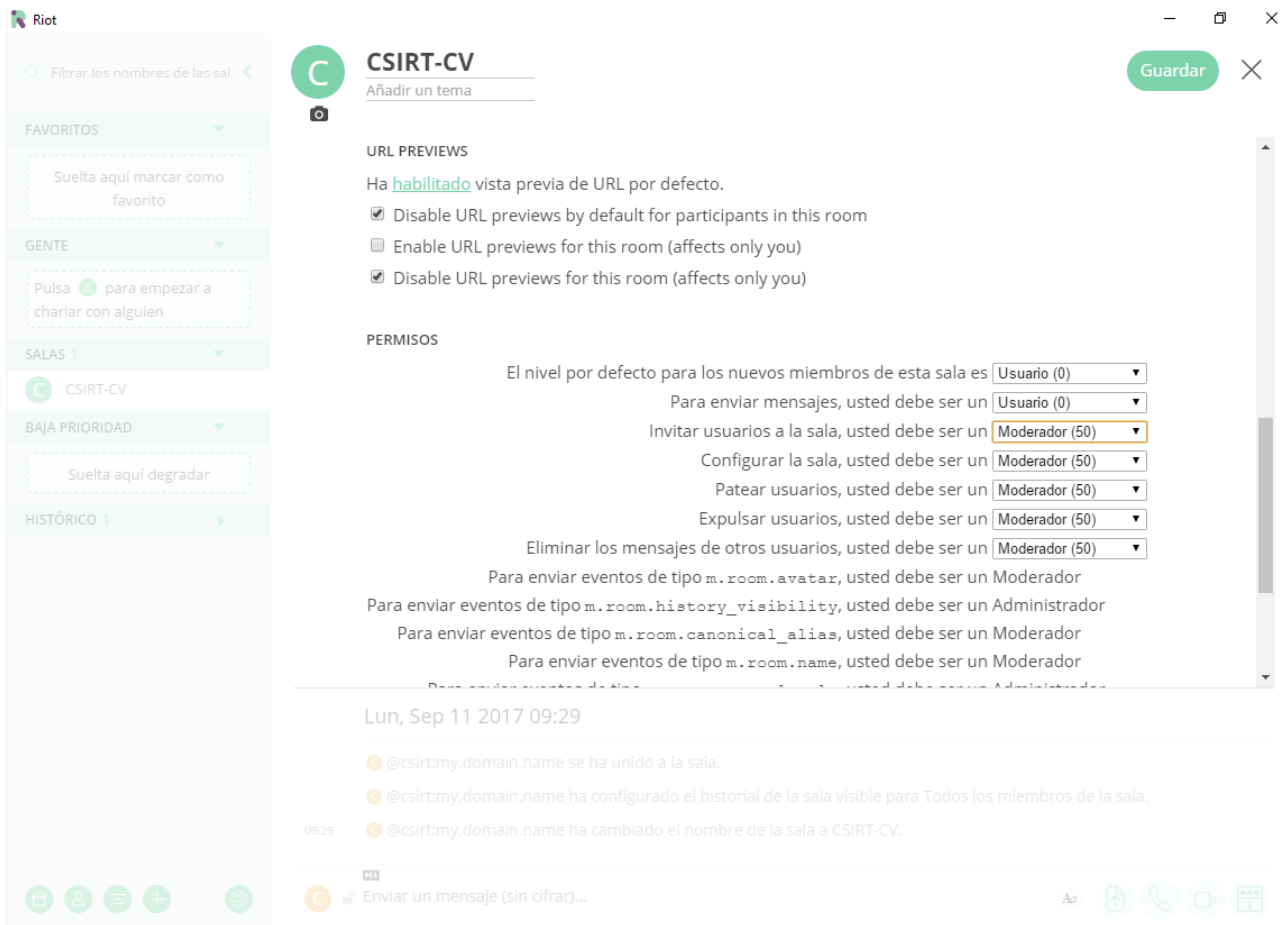 Riot
Filtrar los nombres de las sal
FAVORITOS
Suelta aquí marcar como
favorito
GENTE
Pulsa para empezar a
charlar con alguien
SALAS 1
C CSIRT-CV
BAJA PRIORIDAD
Suelta aquí degradar
HISTÓRICO 1
C
CSIRT-CV
Añadir un tema
Guardar
URL PREVIEWS
Ha habilitado vista previa de URL por defecto.
Disable URL previews by default for participants in this room
Enable URL previews for this room (affects only you)
Disable URL previews for this room (affects only you)
PERMISOS
El nivel por defecto para los nuevos miembros de esta sala es Usuario (0)
Para enviar mensajes, usted debe ser un Usuario (0)
Invitar usuarios a la sala, usted debe ser un Moderador (50)
Configurar la sala, usted debe ser un Moderador (50)
Patear usuarios, usted debe ser un Moderador (50)
Expulsar usuarios, usted debe ser un Moderador (50)
Eliminar los mensajes de otros usuarios, usted debe ser un Moderador (50)
Para enviar eventos de tipo m.room.avatar, usted debe ser un Moderador
Para enviar eventos de tipo m.room.history_visibility, usted debe ser un Administrador
Para enviar eventos de tipo m.room.canonical_alias, usted debe ser un Moderador
Para enviar eventos de tipo m.room.name, usted debe ser un Moderador
Para enviar eventos de tipo usted debe ser un Administrador
Lun, Sep 11 2017 09:29
C @csirt:my.domain.name se ha unido a la sala.
C @csirt:my.domain.name ha configurado el historial de la sala visible para Todos los miembros de la sala.
09:29 C @csirt:my.domain.name ha cambiado el nombre de la sala a CSIRT-CV.
M
C Enviar un mensaje (sin cifrar)...
Aa